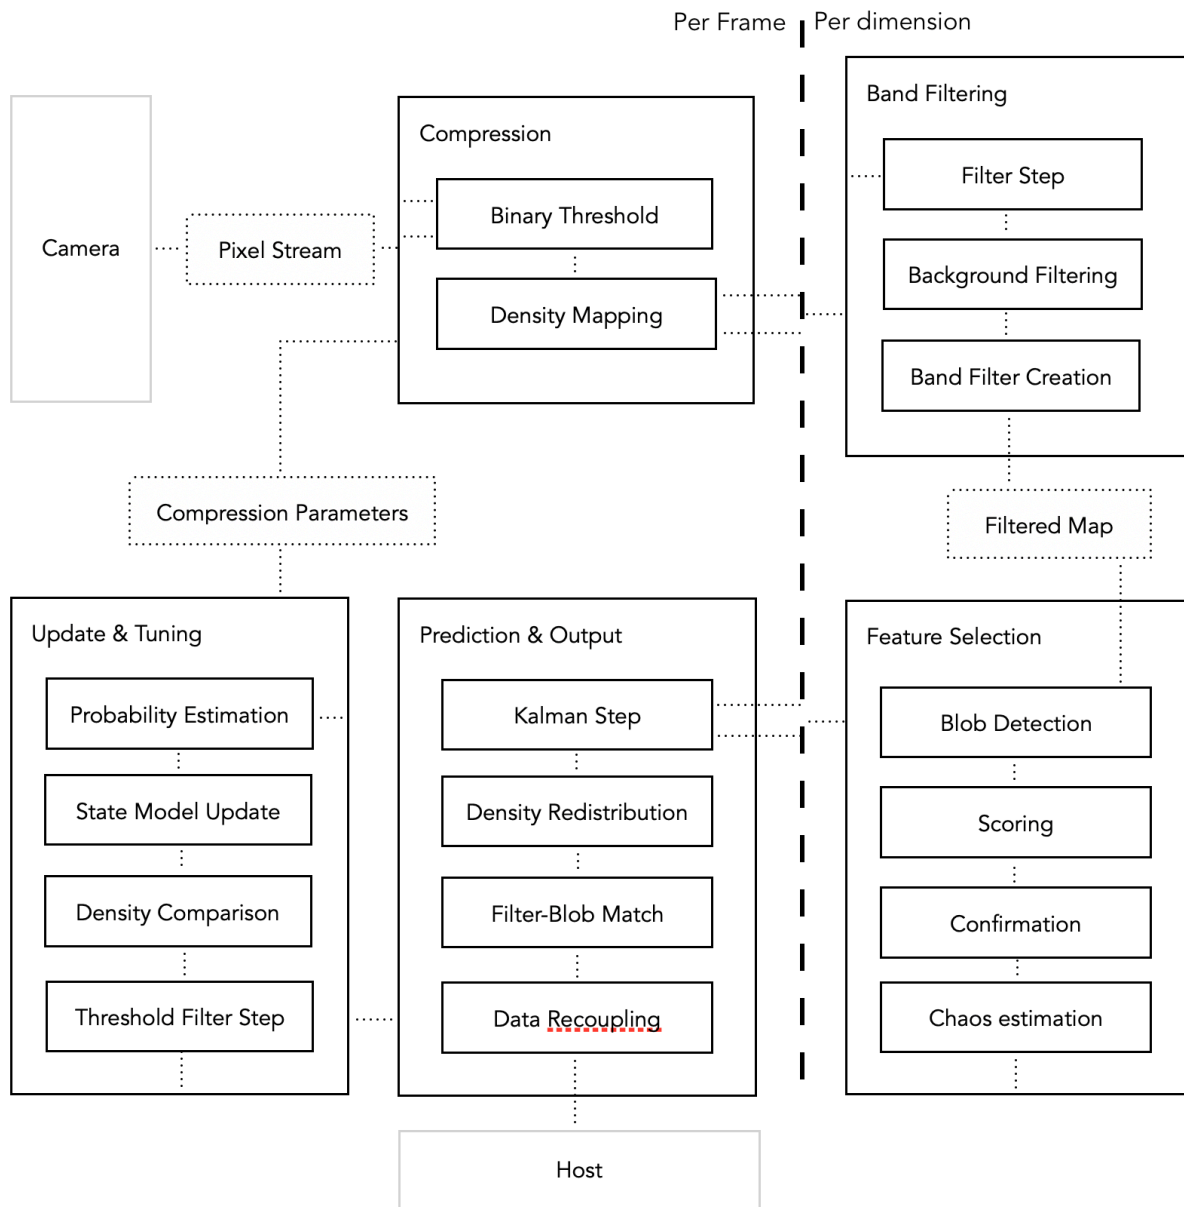 Per Frame
Per dimension
Camera
Pixel Stream
Compression
Binary Threshold
Density Mapping
Band Filtering
Filter Step
Background Filtering
Band Filter Creation
Compression Parameters
Filtered Map
Update & Tuning
Probability Estimation
State Model Update
Density Comparison
Threshold Filter Step
Prediction & Output
Kalman Step
Density Redistribution
Filter-Blob Match
Data Recoupling
Feature Selection
Blob Detection
Scoring
Confirmation
Chaos estimation
Host